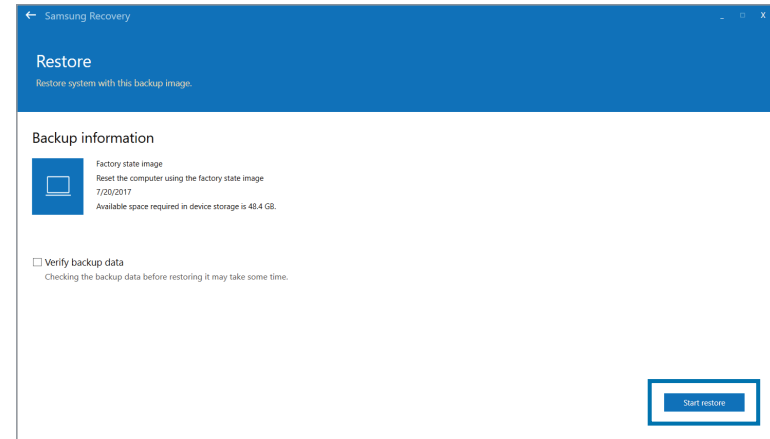 Samsung Recovery
Restore
Restore system with this backup image.
Backup information
Factory state image
Reset the computer using the factory state image
7/20/2017
Available space required in device storage is 48.4 GB.
Verify backup data
Checking the backup data before restoring it may take some time.
Start restore